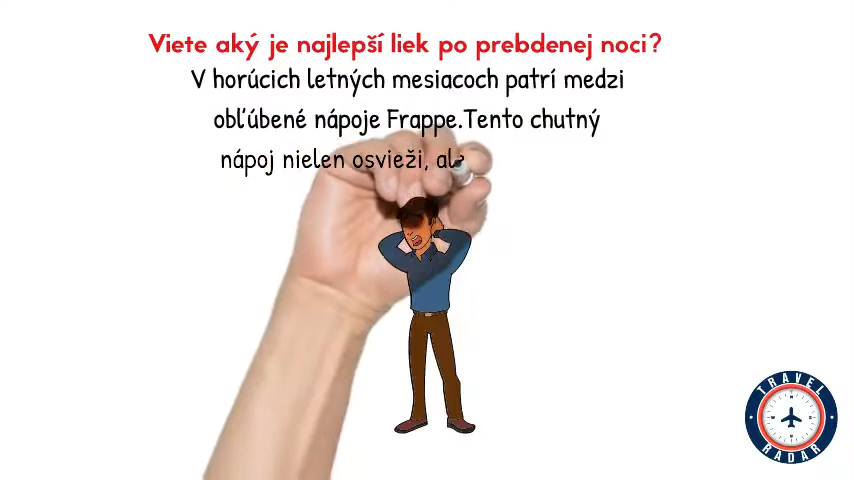 Viete aký je najlepší liek po prebdenej noci?
V horúcich letných mesiacoch patrí medzi
obľúbené nápoje Frappe.Tento chutný
nápoj nielen osvieži, ale
TRAVEL
RADAR